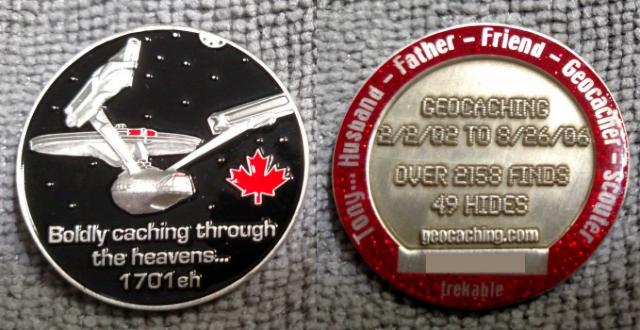 Boldly caching through
the heavens...
1701eh
Tony... Husband - Father - Friend - Geocacher - Scouter
GEOCACHING
2/2/02 TO 8/26/06
OVER 2158 FINDS
49 HIDES
geocaching.com
trekable